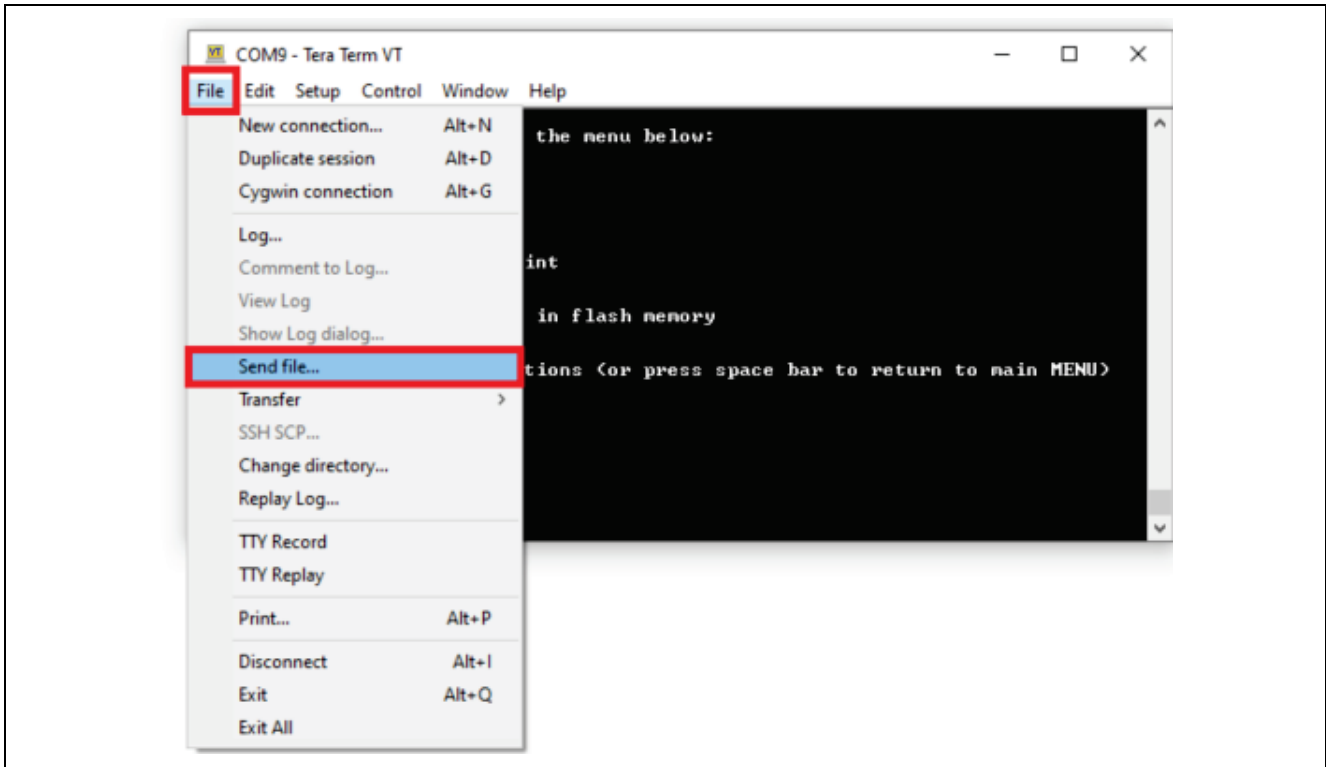 COM9 - Tera Term VT
File Edit Setup Control Window Help
New connection... Alt+N
the menu below:
Duplicate session Alt+D
Cygwin connection Alt+G
Log...
Comment to Log...
int
View Log
in flash memory
Show Log dialog...
Send file...
tions (or press space bar to return to main MENU)
Transfer >
SSH SCP...
Change directory...
Replay Log...
TTY Record
TTY Replay
Print... Alt+P
Disconnect Alt+I
Exit Alt+Q
Exit All